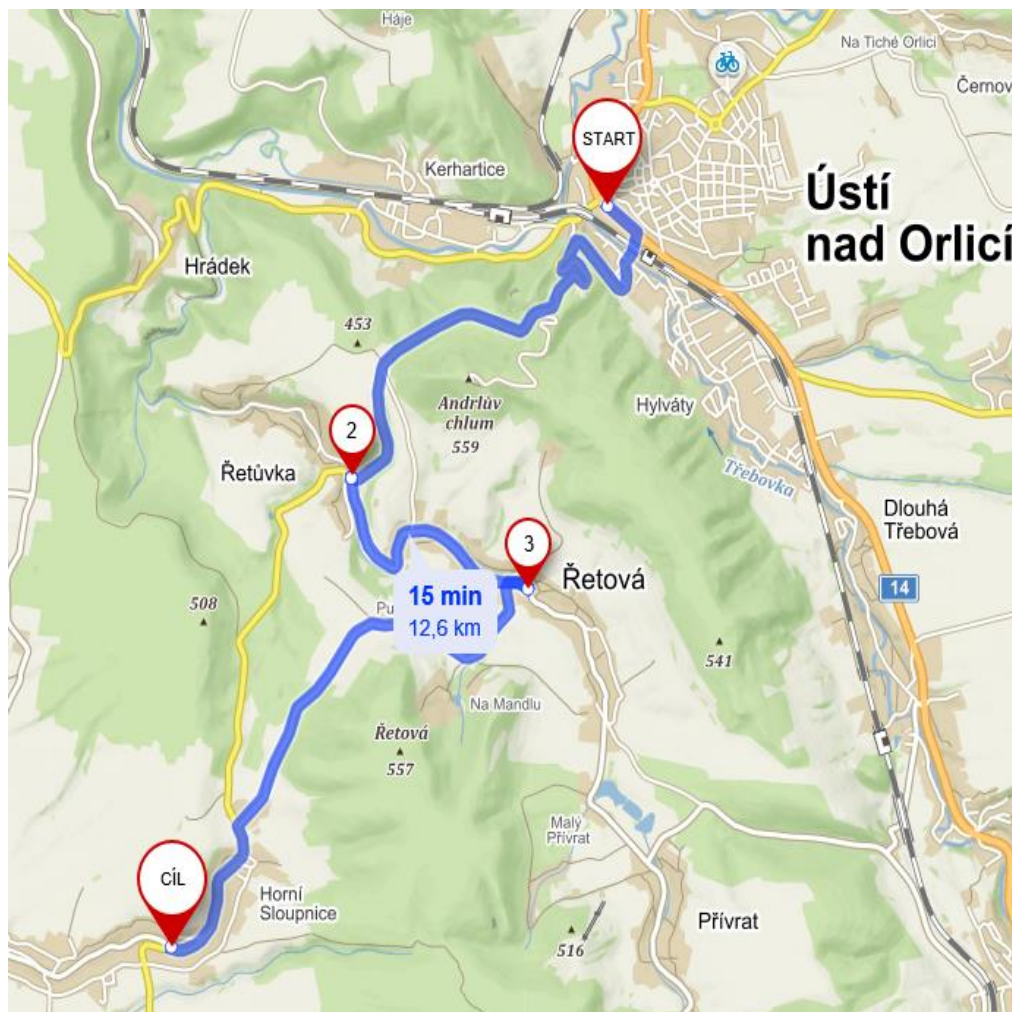 Háje
Na Tiché Orlici
Černov
START
Kerhartice
Ústí
nad Orlicí
Hrádek
453
Andrlův
chlum
559
Hylváty
2
Řetůvka
Třebovka
Dlouhá
Třebová
3
Řetová
14
15 min
12,6 km
Pu
508
541
Na Mandlu
Řetová
557
Malý
Přívrat
CÍL
Horní
Sloupnice
Přívrat
516